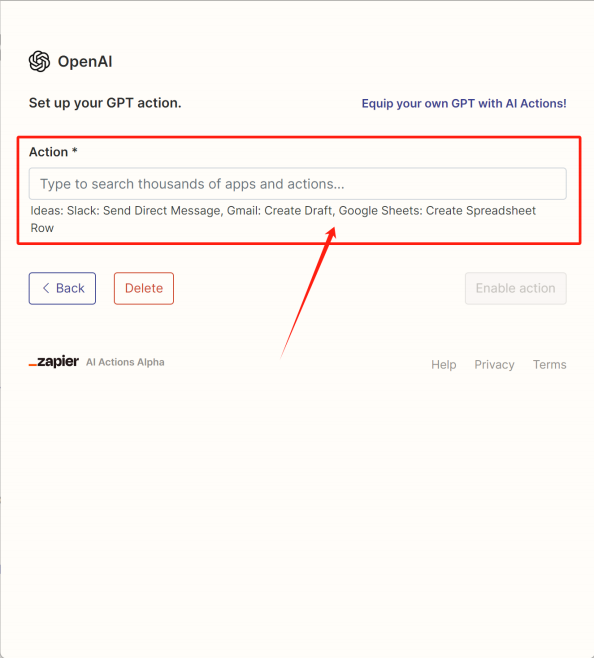 OpenAI
Set up your GPT action.
Equip your own GPT with AI Actions!
Action *
Type to search thousands of apps and actions...
Ideas: Slack: Send Direct Message, Gmail: Create Draft, Google Sheets: Create Spreadsheet
Row
Back
Delete
Enable action
zapier AI Actions Alpha
Help
Privacy
Terms